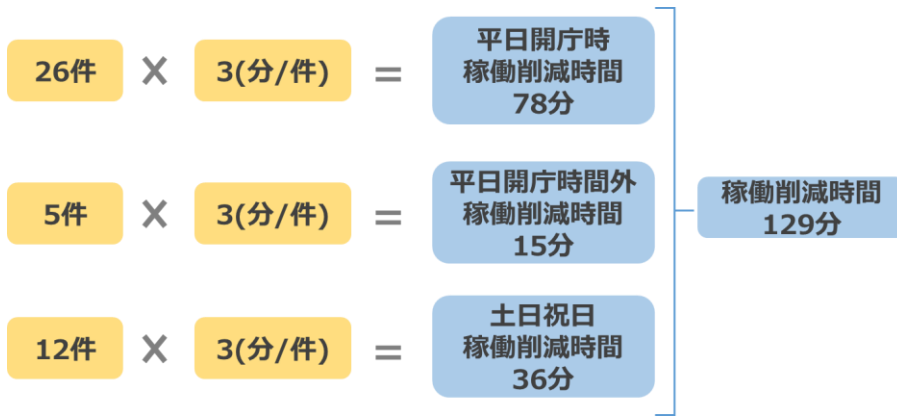 26件 × 3(分/件) = 平日開庁時
稼働削減時間
78分
5件 × 3(分/件) = 平日開庁時間外
稼働削減時間
15分
12件 × 3(分/件) = 土日祝日
稼働削減時間
36分
稼働削減時間
129分